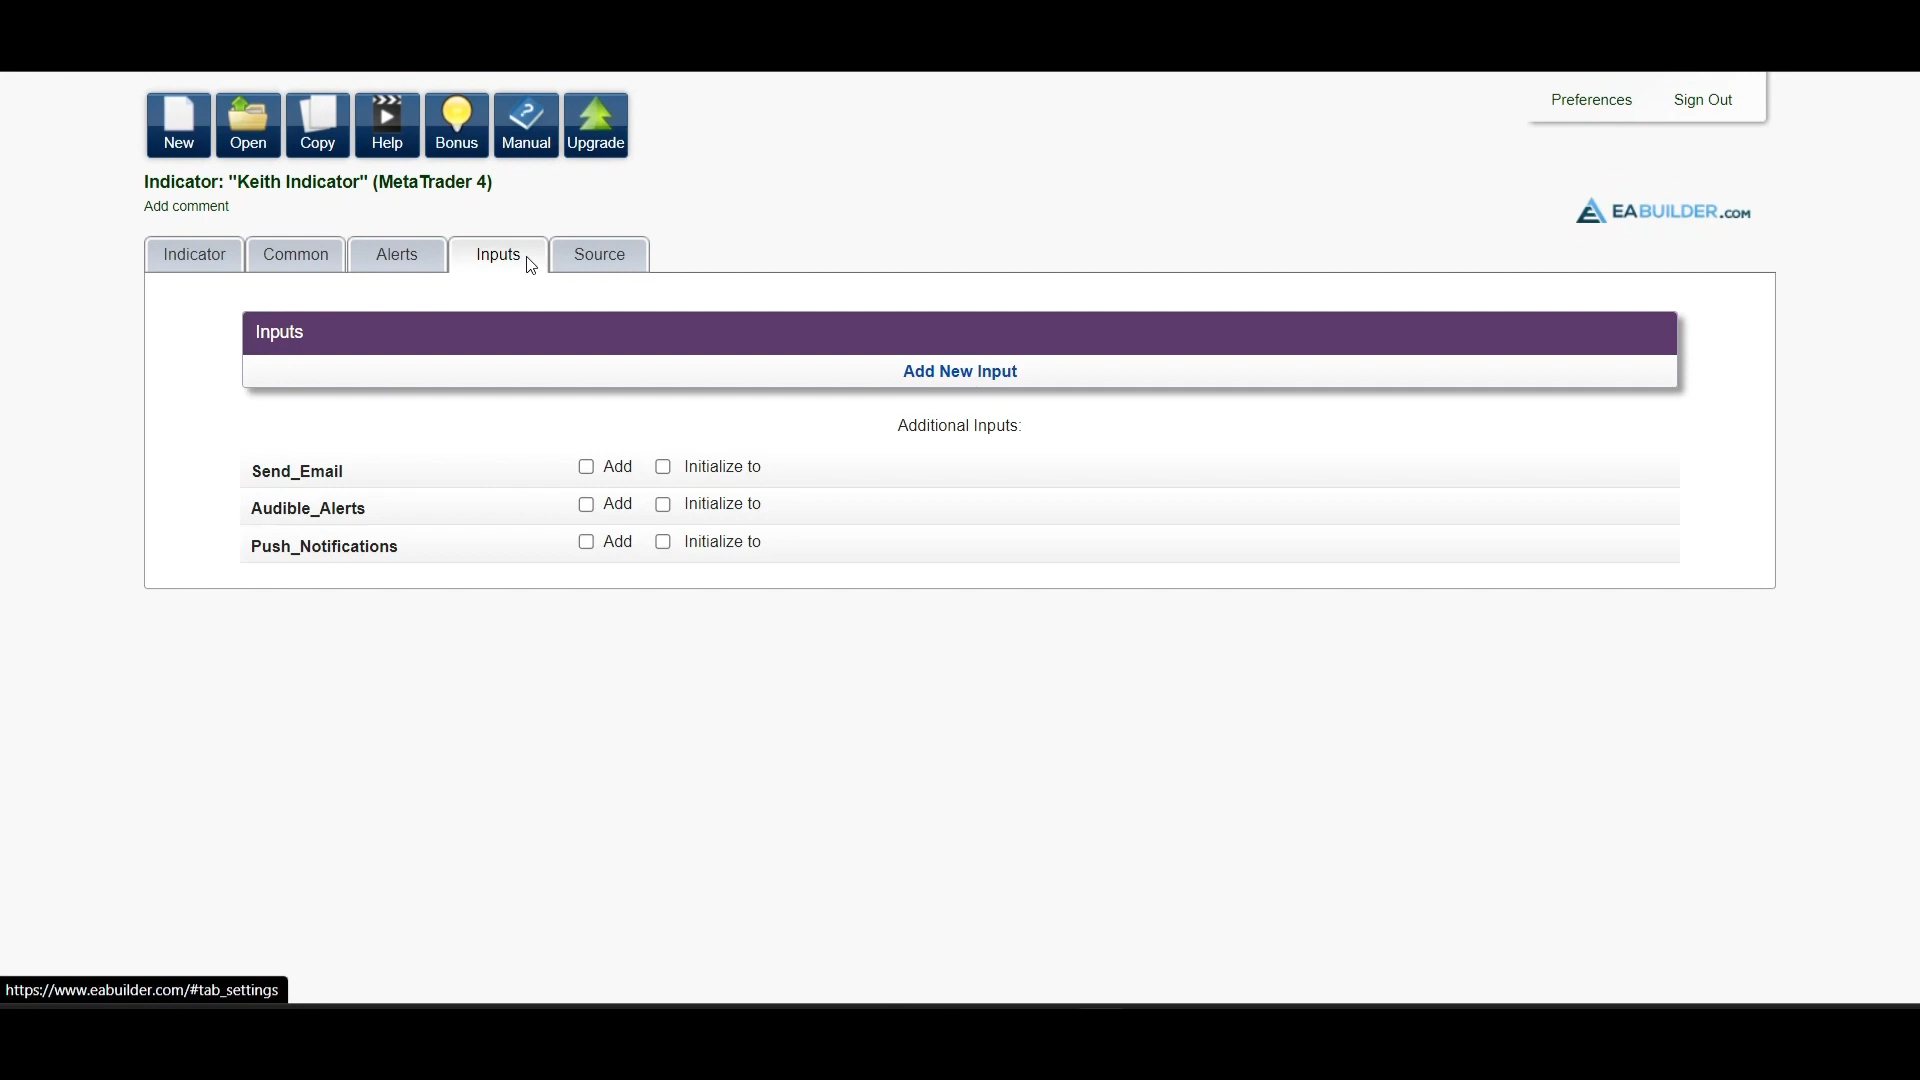 Preferences Sign Out
New Open Copy Help Bonus Manual Upgrade
Indicator: "Keith Indicator" (MetaTrader 4)
Add comment
EABUILDER.COM
Indicator Common Alerts Inputs Source
Inputs
Add New Input
Additional Inputs:
Send_Email Add Initialize to
Audible_Alerts Add Initialize to
Push_Notifications Add Initialize to
https://www.eabuilder.com/#tab_settings